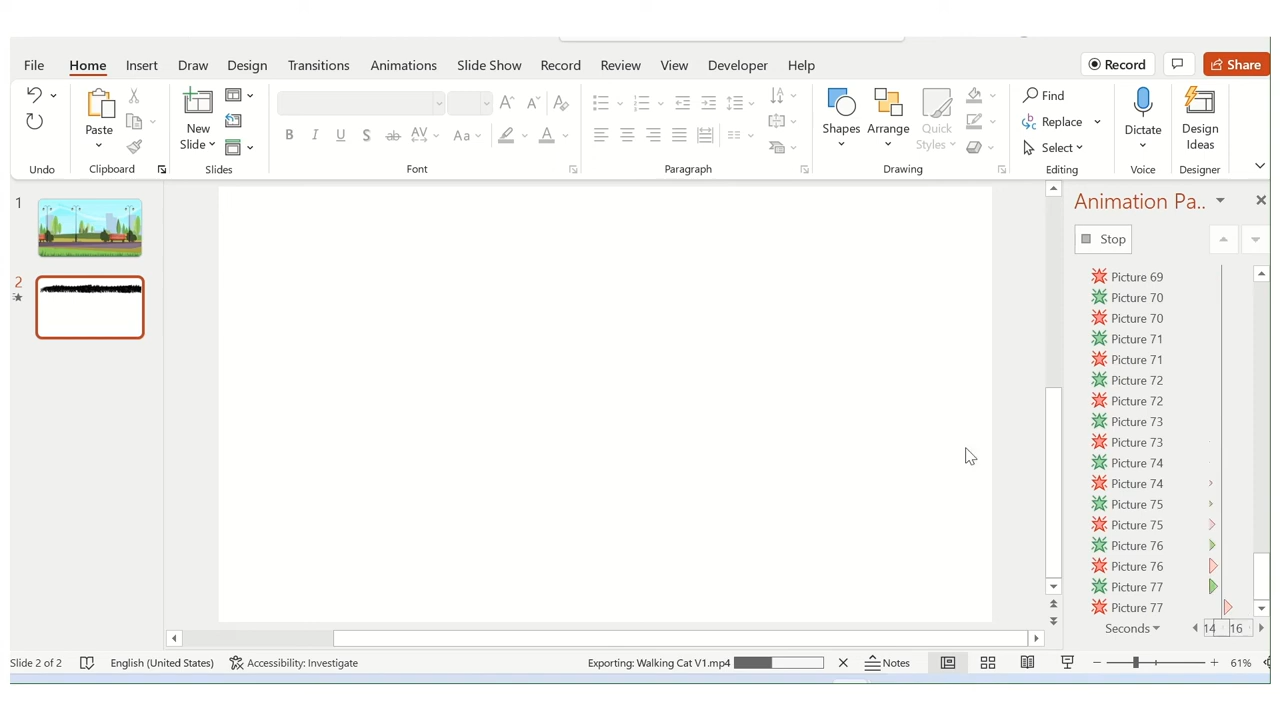 File Home Insert Draw Design Transitions Animations Slide Show Record Review View Developer Help Record Share
Paste
New
Slide
B I U S ab AV Aa A
Shapes Arrange Quick
Styles
Find
Replace
Select
Dictate
Design
Ideas
Undo Clipboard Slides Font Paragraph Drawing Editing Voice Designer
1
2
Animation Pa..
Stop
Picture 69
Picture 70
Picture 70
Picture 71
Picture 71
Picture 72
Picture 72
Picture 73
Picture 73
Picture 74
Picture 74
Picture 75
Picture 75
Picture 76
Picture 76
Picture 77
Picture 77
Seconds 14 16
Slide 2 of 2 English (United States) Accessibility: Investigate Exporting: Walking Cat V1.mp4 Notes 61%